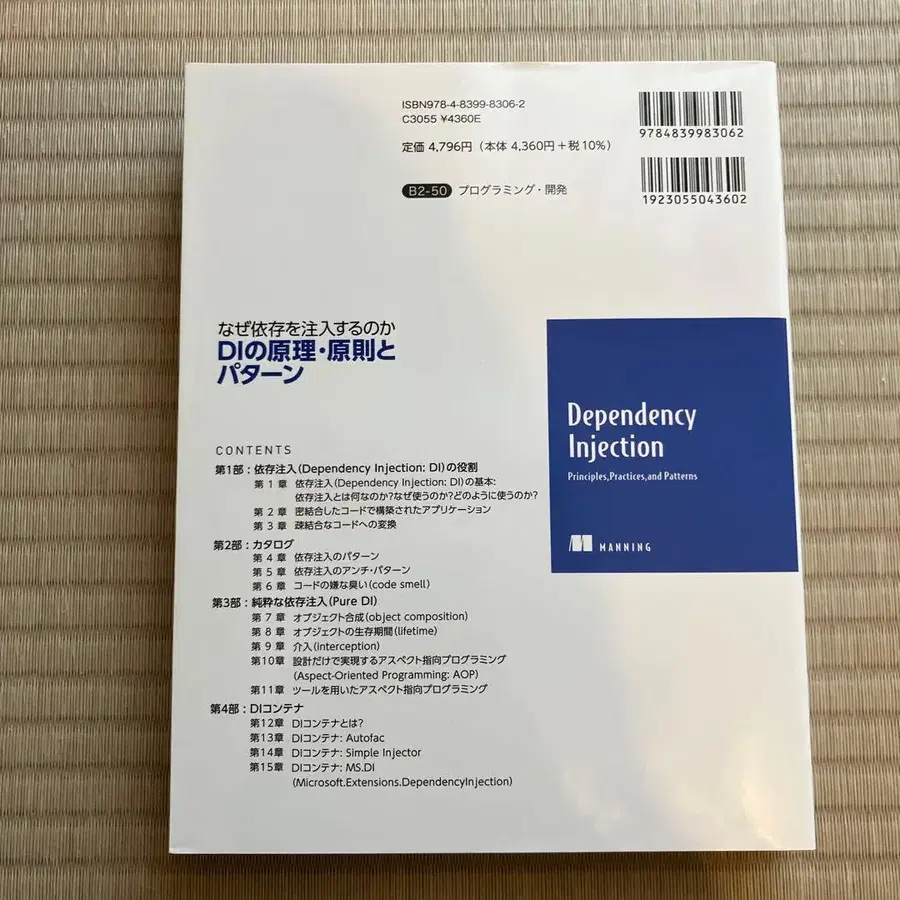 ISBN978-4-8399-8306-2
C3055 ¥4360E
定価 4,796円(本体 4,360円+税10%)
B2-50 プログラミング・開発
9784839983062
1923055043602
なぜ依存を注入するのか
DIの原理・原則と
パターン
Dependency
Injection
Principles,Practices,and Patterns
MANNING
CONTENTS
第1部:依存注入(Dependency Injection: DI)の役割
第 1 章 依存注入(Dependency Injection: DI)の基本:
依存注入とは何なのか?なぜ使うのか?どのように使うのか?
第 2 章 密結合したコードで構築されたアプリケーション
第 3 章 疎結合なコードへの変換
第2部:カタログ
第 4 章 依存注入のパターン
第 5 章 依存注入のアンチ・パターン
第 6 章 コードの嫌な臭い(code smell)
第3部:純粋な依存注入(Pure DI)
第 7 章 オブジェクト合成(object composition)
第 8 章 オブジェクトの生存期間(lifetime)
第 9 章 介入(interception)
第10章 設計だけで実現するアスペクト指向プログラミング
(Aspect-Oriented Programming: AOP)
第11章 ツールを用いたアスペクト指向プログラミング
第4部:DIコンテナ
第12章 DIコンテナとは?
第13章 DIコンテナ: Autofac
第14章 DIコンテナ: Simple Injector
第15章 DIコンテナ: MS.DI
(Microsoft.Extensions.DependencyInjection)